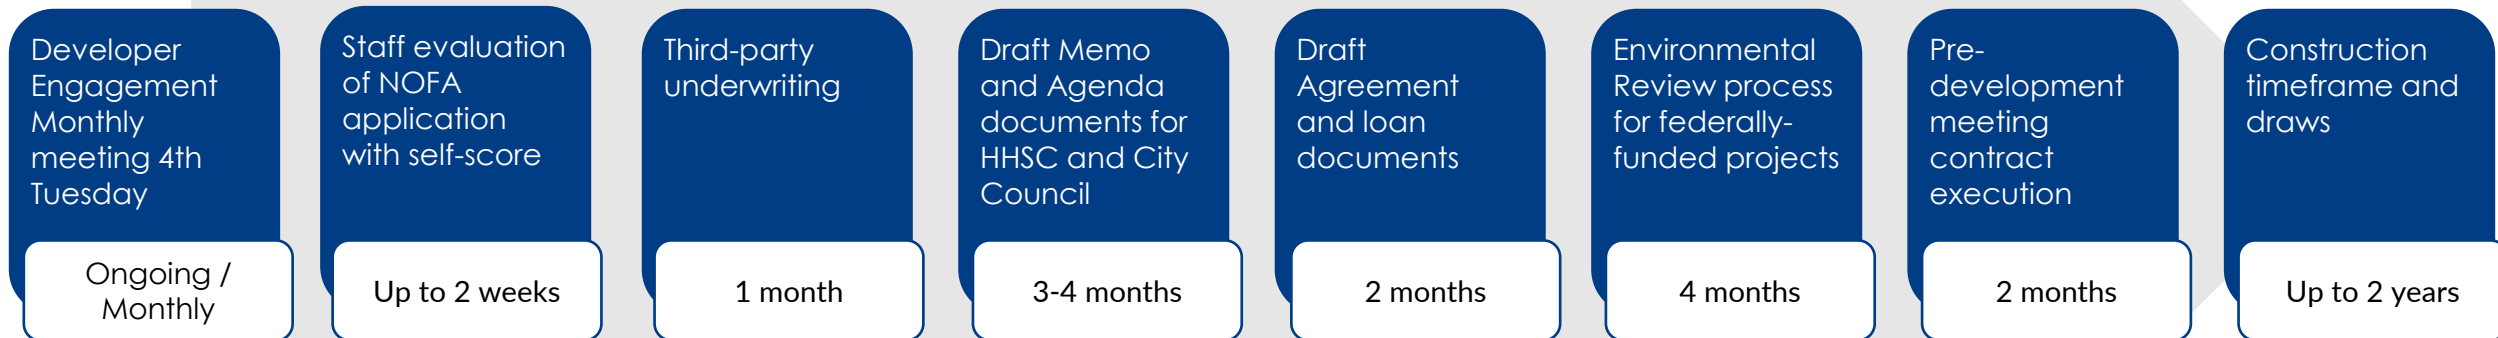 Developer
Engagement
Monthly
meeting 4th
Tuesday
Ongoing /
Monthly
Staff evaluation
of NOFA
application
with self-score
Up to 2 weeks
Third-party
underwriting
1 month
Draft Memo
and Agenda
documents for
HHSC and City
Council
3-4 months
Draft
Agreement
and loan
documents
2 months
Environmental
Review process
for federally-
funded projects
4 months
Pre-
development
meeting
contract
execution
2 months
Construction
timeframe and
draws
Up to 2 years